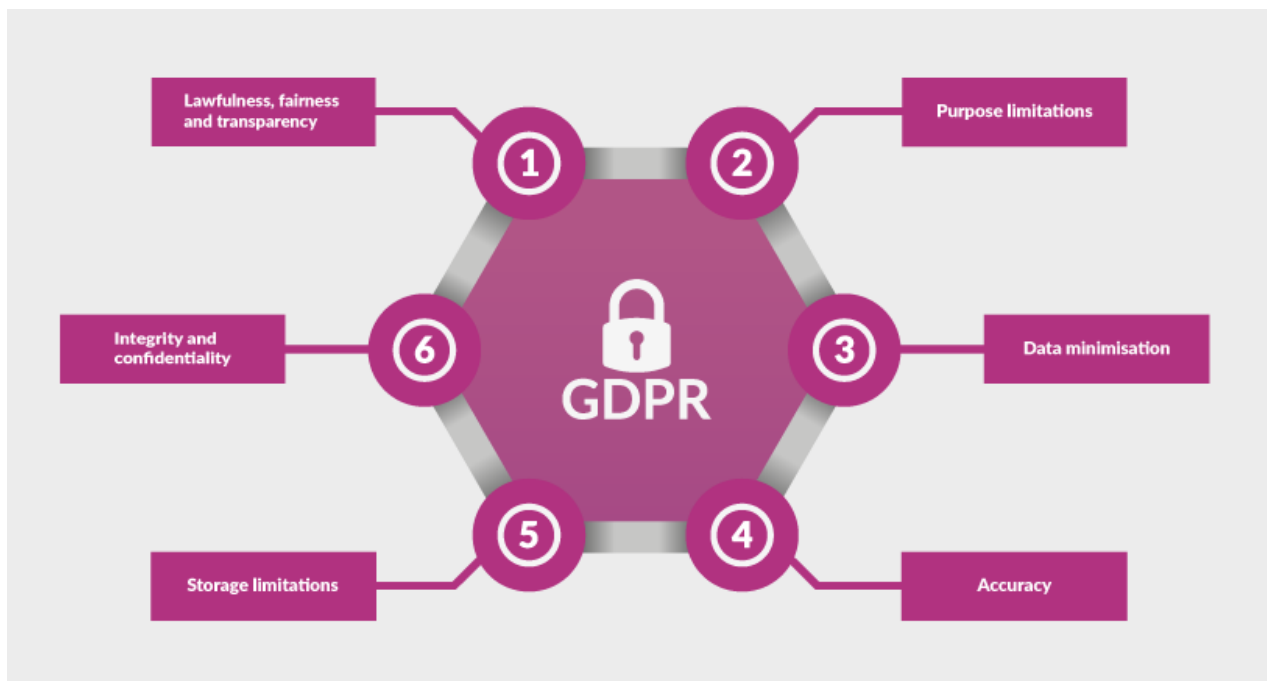 Lawfulness, fairness
and transparency
1
2
Purpose limitations
Integrity and
confidentiality
6
GDPR
3
Data minimisation
Storage limitations
5
4
Accuracy